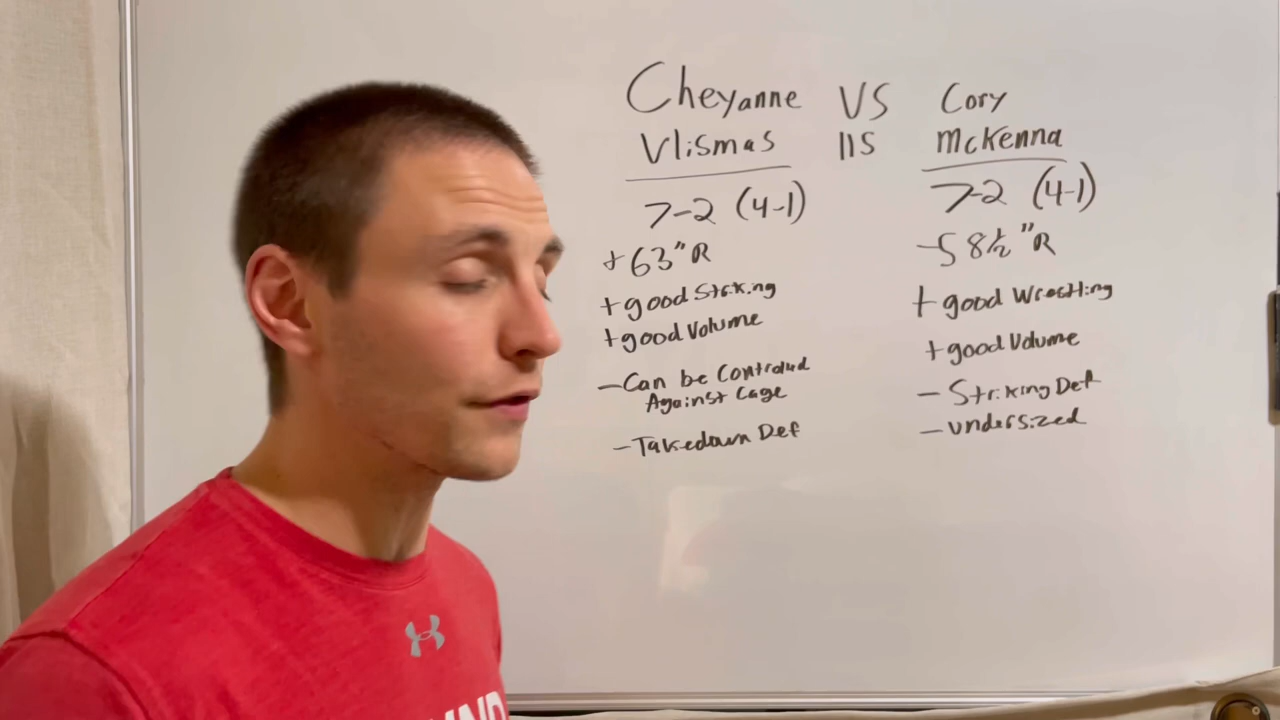 Cheyanne VS Cory
Vlismas 115 McKenna
7-2 (4-1) 7-2 (4-1)
+63"R -58½"R
+good Striking +good Wrestling
+good Volume +good Volume
-Can be Controlled -Striking Def
Against Cage -undersized
-Takedown Def